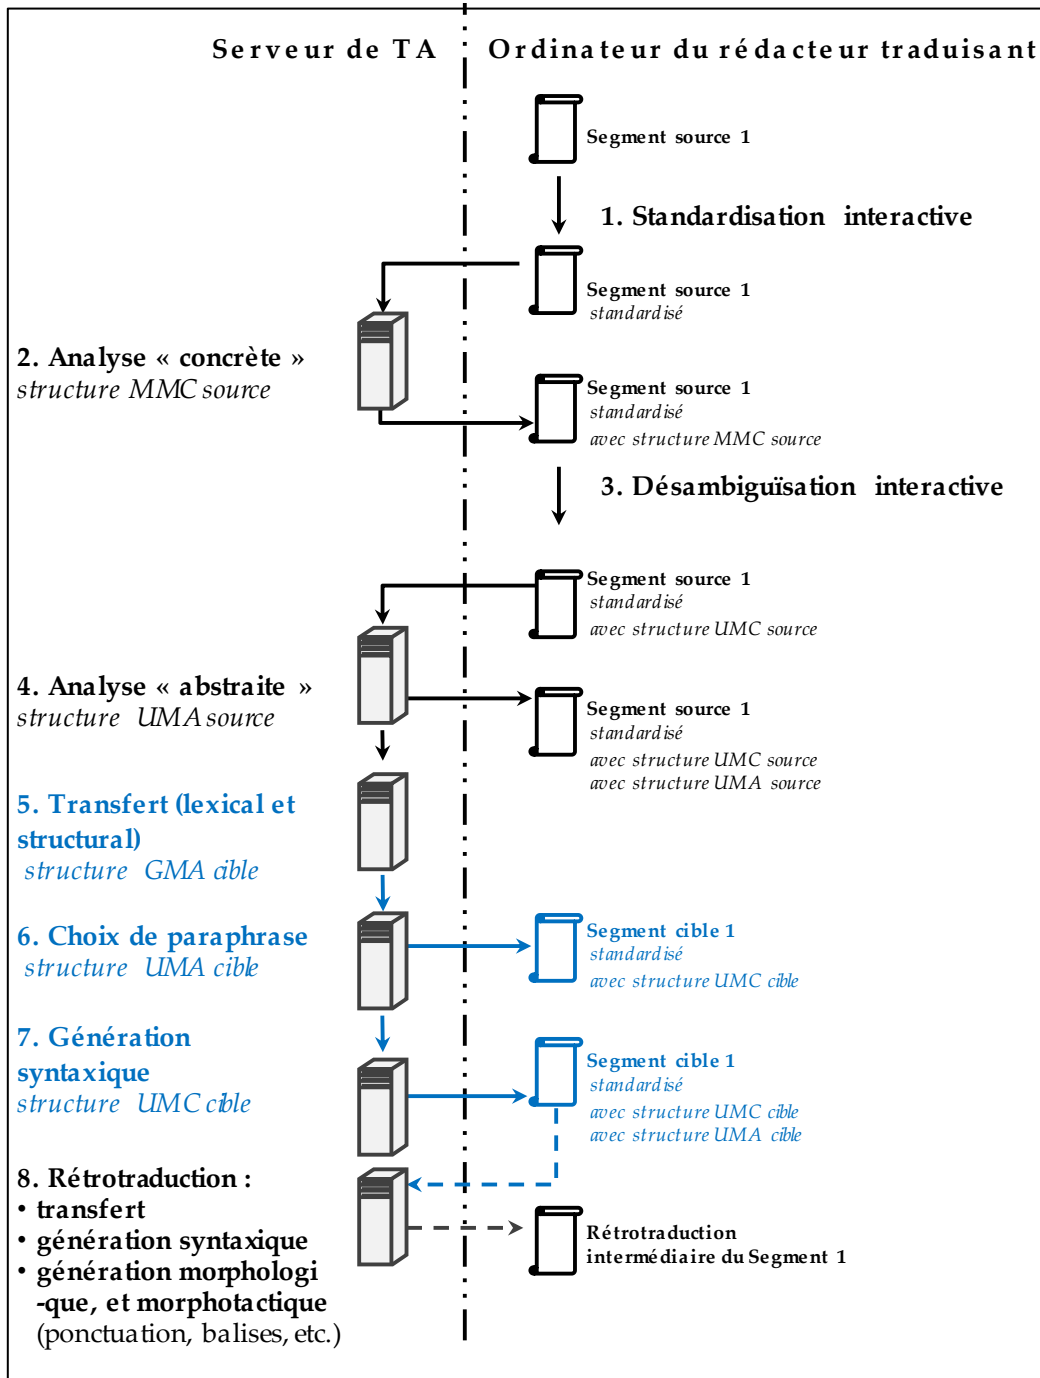 Serveur de TA
Ordinateur du rédacteur traduisant
Segment source 1
1. Standardisation interactive
Segment source 1
standardisé
2. Analyse « concrète »
structure MMC source
Segment source 1
standardisé
avec structure MMC source
3. Désambiguïsation interactive
Segment source 1
standardisé
avec structure UMC source
4. Analyse « abstraite »
structure UMA source
Segment source 1
standardisé
avec structure UMC source
avec structure UMA source
5. Transfert (lexical et
structural)
structure GMA cible
6. Choix de paraphrase
structure UMA cible
Segment cible 1
standardisé
avec structure UMC cible
7. Génération
syntaxique
structure UMC cible
Segment cible 1
standardisé
avec structure UMC cible
avec structure UMA cible
8. Rétrotraduction :
• transfert
• génération syntaxique
• génération morphologi
-que, et morphotactique
(ponctuation, balises, etc.)
Rétrotraduction
intermédiaire du Segment 1